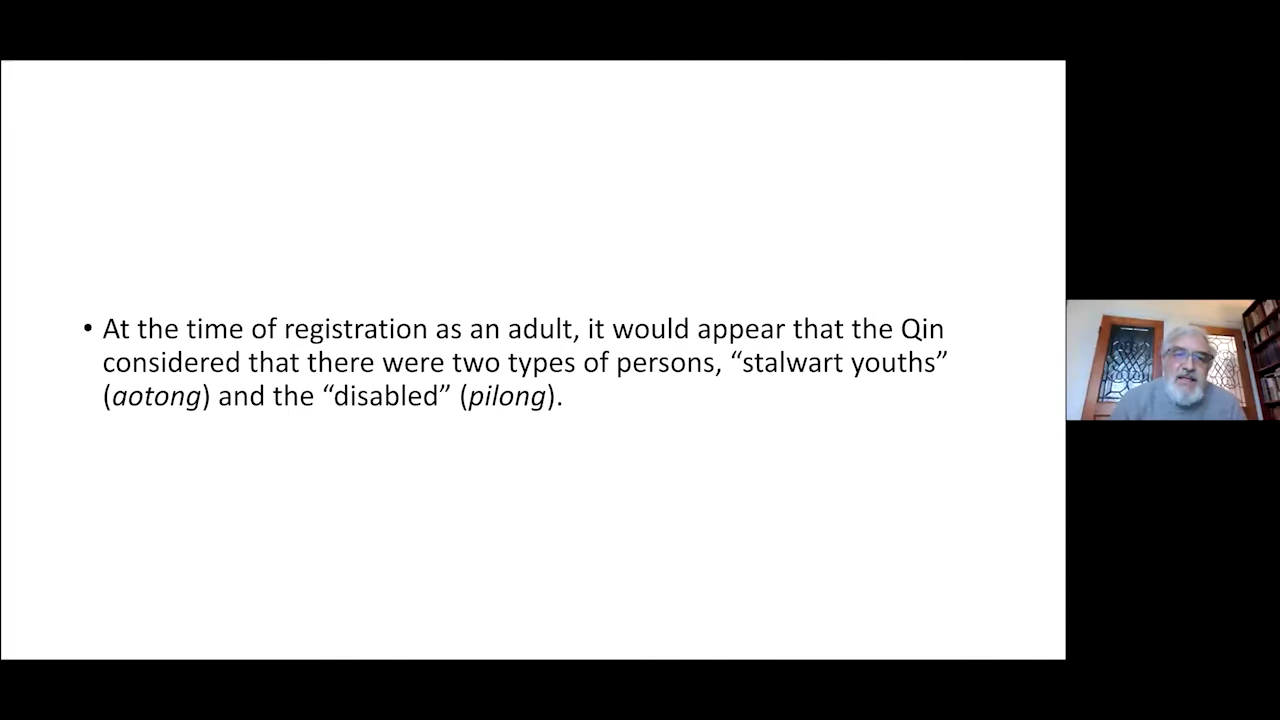 • At the time of registration as an adult, it would appear that the Qin
considered that there were two types of persons, “stalwart youths”
(aotong) and the “disabled” (pilong).